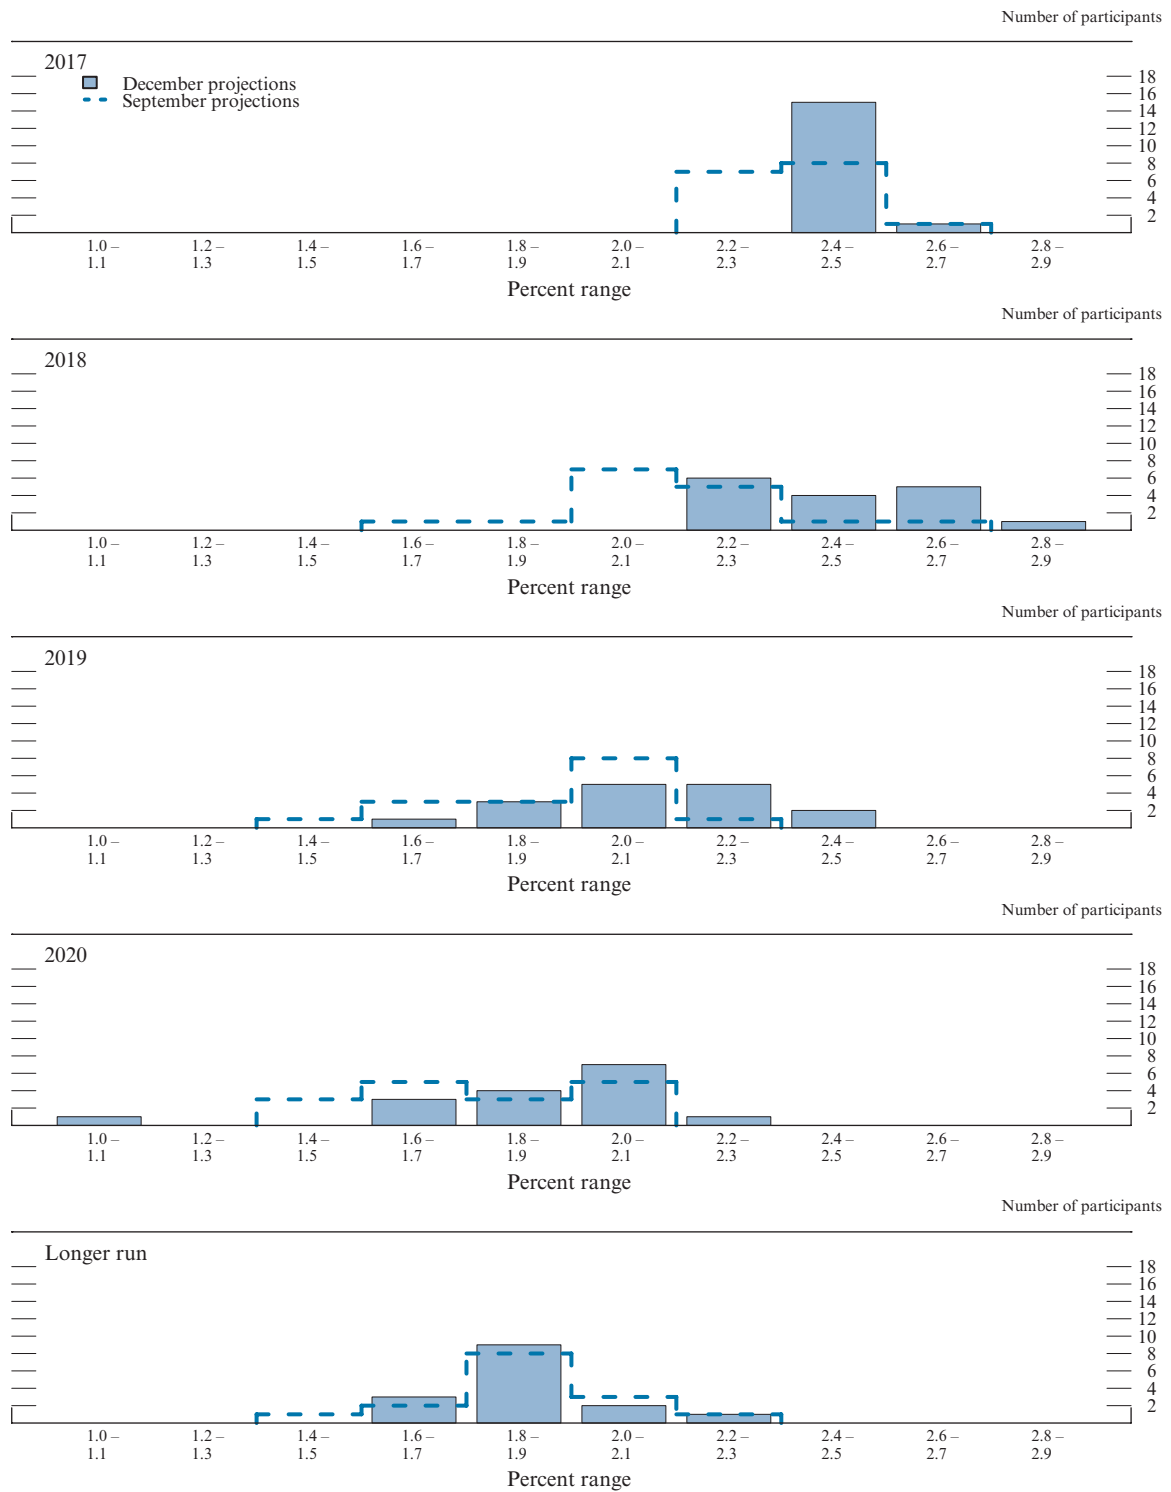 Number of participants
2017
December projections
September projections
18
16
14
12
10
8
6
4
2
1.0 – 1.2 – 1.4 – 1.6 – 1.8 – 2.0 – 2.2 – 2.4 – 2.6 – 2.8 –
1.1 1.3 1.5 1.7 1.9 2.1 2.3 2.5 2.7 2.9
Percent range
Number of participants
2018
18
16
14
12
10
8
6
4
2
1.0 – 1.2 – 1.4 – 1.6 – 1.8 – 2.0 – 2.2 – 2.4 – 2.6 – 2.8 –
1.1 1.3 1.5 1.7 1.9 2.1 2.3 2.5 2.7 2.9
Percent range
Number of participants
2019
18
16
14
12
10
8
6
4
2
1.0 – 1.2 – 1.4 – 1.6 – 1.8 – 2.0 – 2.2 – 2.4 – 2.6 – 2.8 –
1.1 1.3 1.5 1.7 1.9 2.1 2.3 2.5 2.7 2.9
Percent range
Number of participants
2020
18
16
14
12
10
8
6
4
2
1.0 – 1.2 – 1.4 – 1.6 – 1.8 – 2.0 – 2.2 – 2.4 – 2.6 – 2.8 –
1.1 1.3 1.5 1.7 1.9 2.1 2.3 2.5 2.7 2.9
Percent range
Number of participants
Longer run
18
16
14
12
10
8
6
4
2
1.0 – 1.2 – 1.4 – 1.6 – 1.8 – 2.0 – 2.2 – 2.4 – 2.6 – 2.8 –
1.1 1.3 1.5 1.7 1.9 2.1 2.3 2.5 2.7 2.9
Percent range